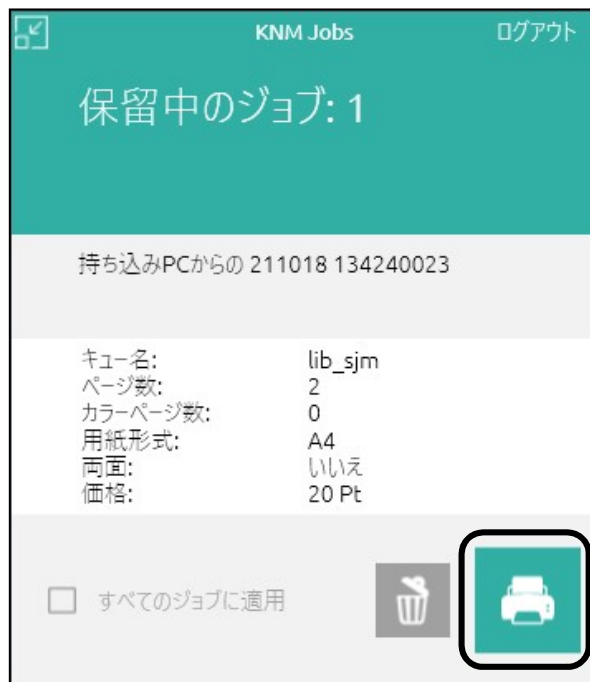 KNM Jobs ログアウト
保留中のジョブ: 1
持ち込みPCからの 211018 134240023
キュー名: lib_sjm
ページ数: 2
カラーページ数: 0
用紙形式: A4
両面: いいえ
価格: 20 Pt
すべてのジョブに適用